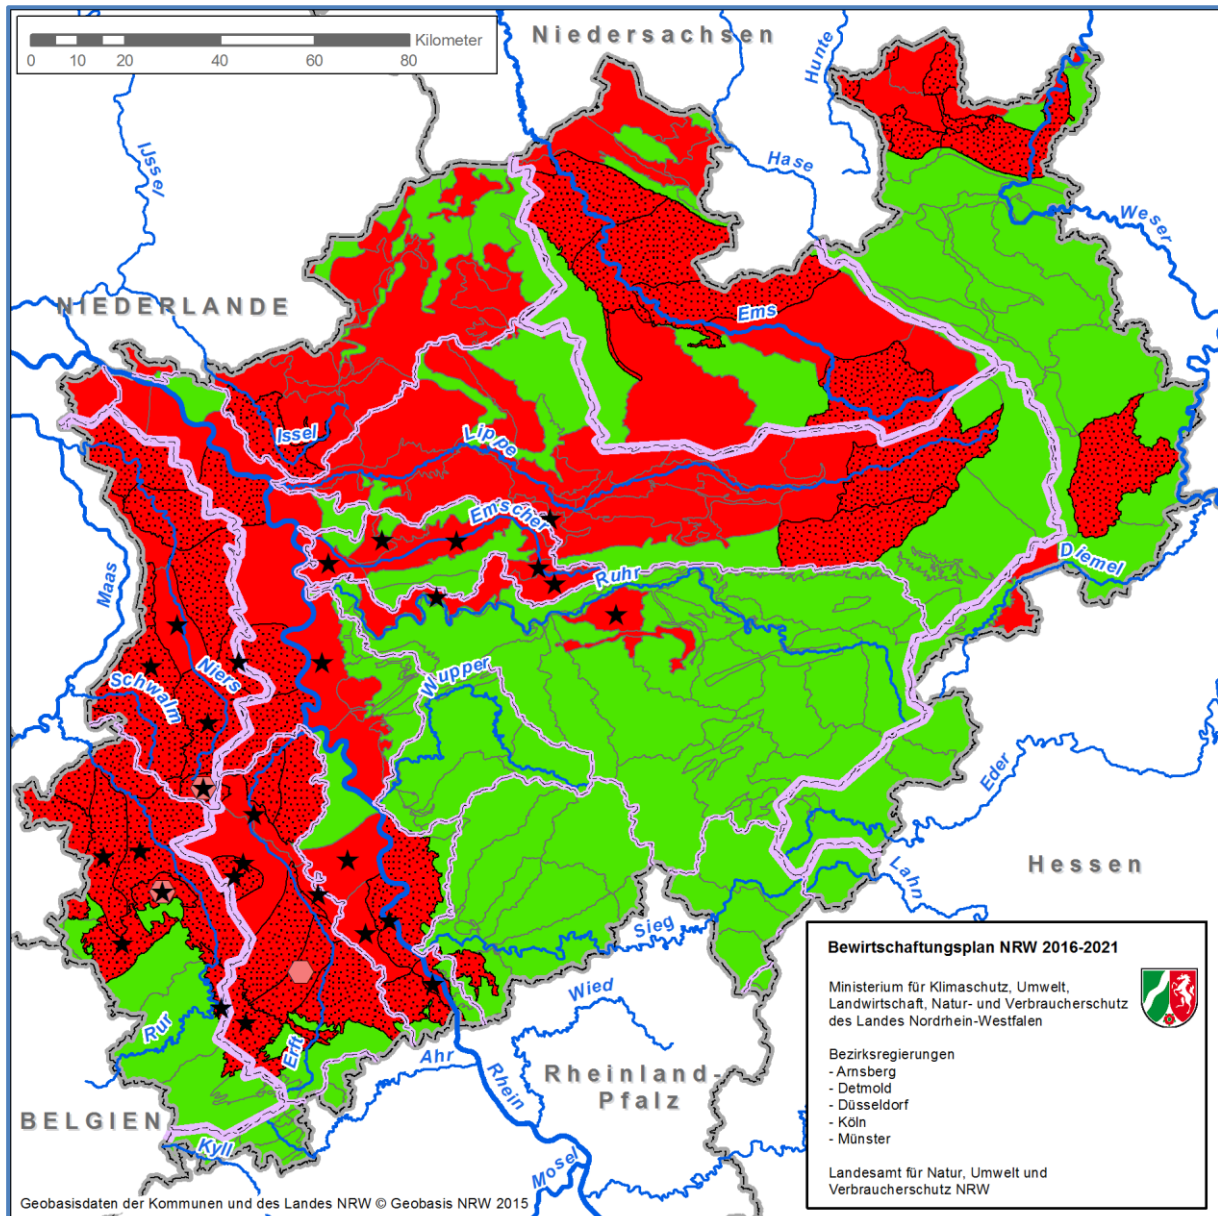 Kilometer
0 10 20 40 60 80
Niedersachsen
Hunte
IJssel
Hase
Weser
NIEDERLANDE
Ems
Issel
Lippe
Emscher
Maas
Ruhr
Diemel
Niers
Schwalm
Wupper
Eder
Lahn
Hessen
Sieg
Wied
Rur
Erft
Ahr
Rhein
Rheinland-
Pfalz
BELGIEN
Kyll
Mosel
Bewirtschaftungsplan NRW 2016-2021
Ministerium für Klimaschutz, Umwelt,
Landwirtschaft, Natur- und Verbraucherschutz
des Landes Nordrhein-Westfalen
Bezirksregierungen
- Arnsberg
- Detmold
- Düsseldorf
- Köln
- Münster
Landesamt für Natur, Umwelt und
Verbraucherschutz NRW
Geobasisdaten der Kommunen und des Landes NRW © Geobasis NRW 2015